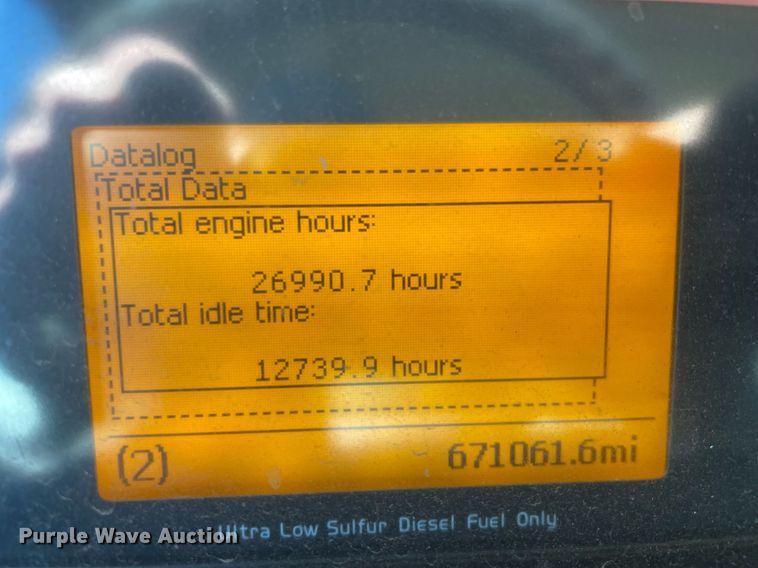 Datalog 2/3
Total Data
Total engine hours:
26990.7 hours
Total idle time:
12739.9 hours
(2) 671061.6mi
Ultra Low Sulfur Diesel Fuel Only
Purple Wave Auction